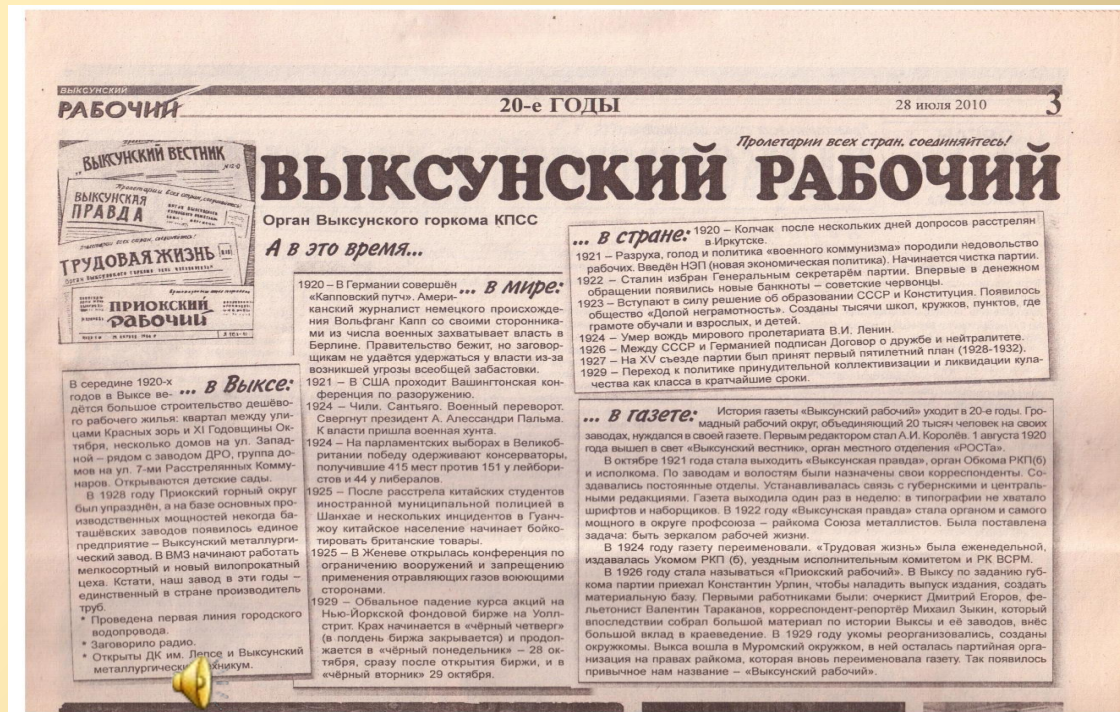 ВЫКСУНСКИЙ
РАБОЧИЙ
20-е ГОДЫ
28 июля 2010
3
ВЫКСУНСКИЙ ВЕСТНИК
Пролетарии всех стран, соединяйтесь!
ВЫКСУНСКАЯ
ПРАВДА
ТРУДОВАЯ ЖИЗНЬ
ПРИОКСКИЙ
рабочий
Пролетарии всех стран, соединяйтесь!
ВЫКСУНСКИЙ РАБОЧИЙ
Орган Выксунского горкома КПСС
А в это время...
... в Выксе:
В середине 1920-х
годов в Выксе ве-
дётся большое строительство дешёво-
го рабочего жилья: квартал между ули-
цами Красных зорь и XI Годовщины Ок-
тября, несколько домов на ул. Запад-
ной – рядом с заводом ДРО, группа до-
мов на ул. 7-ми Расстрелянных Комму-
наров. Открываются детские сады.
В 1928 году Приокский горный округ
был упразднён, а на базе основных про-
изводственных мощностей некогда ба-
ташёвских заводов появилось единое
предприятие – Выксунский металлурги-
ческий завод. В ВМЗ начинают работать
мелкосортный и новый вилопрокатный
цеха. Кстати, наш завод в эти годы –
единственный в стране производитель
труб.
* Проведена первая линия городского
водопровода.
* Заговорило радио.
* Открыты ДК им. Лепсе и Выксунский
металлургический техникум.
... в мире:
1920 – В Германии совершён
«Капповский путч». Амери-
канский журналист немецкого происхожде-
ния Вольфганг Капп со своими сторонника-
ми из числа военных захватывает власть в
Берлине. Правительство бежит, но заговор-
щикам не удаётся удержаться у власти из-за
возникшей угрозы всеобщей забастовки.
1921 – В США проходит Вашингтонская кон-
ференция по разоружению.
1924 – Чили. Сантьяго. Военный переворот.
Свергнут президент А. Алессандри Пальма.
К власти пришла военная хунта.
1924 – На парламентских выборах в Великоб-
ритании победу одерживают консерваторы,
получившие 415 мест против 151 у лейбори-
стов и 44 у либералов.
1925 – После расстрела китайских студентов
иностранной муниципальной полицией в
Шанхае и нескольких инцидентов в Гуанч-
жоу китайское население начинает бойко-
тировать британские товары.
1925 – В Женеве открылась конференция по
ограничению вооружений и запрещению
применения отравляющих газов воюющими
сторонами.
1929 – Обвальное падение курса акций на
Нью-Йоркской фондовой бирже на Уолл-
стрит. Крах начинается в «чёрный четверг»
(в полдень биржа закрывается) и продол-
жается в «чёрный понедельник» – 28 ок-
тября, сразу после открытия биржи, и в
«чёрный вторник» 29 октября.
... в стране:
1920 – Колчак после нескольких дней допросов расстрелян
в Иркутске.
1921 – Разруха, голод и политика «военного коммунизма» породили недовольство
рабочих. Введён НЭП (новая экономическая политика). Начинается чистка партии.
1922 – Сталин избран Генеральным секретарём партии. Впервые в денежном
обращении появились новые банкноты – советские червонцы.
1923 – Вступают в силу решение об образовании СССР и Конституция. Появилось
общество «Долой неграмотность». Созданы тысячи школ, кружков, пунктов, где
грамоте обучали и взрослых, и детей.
1924 – Умер вождь мирового пролетариата В.И. Ленин.
1926 – Между СССР и Германией подписан Договор о дружбе и нейтралитете.
1927 – На XV съезде партии был принят первый пятилетний план (1928-1932).
1929 – Переход к политике принудительной коллективизации и ликвидации кула-
чества как класса в кратчайшие сроки.
... в газете:
История газеты «Выксунский рабочий» уходит в 20-е годы. Гро-
мадный рабочий округ, объединяющий 20 тысяч человек на своих
заводах, нуждался в своей газете. Первым редактором стал А.И. Королёв. 1 августа 1920
года вышел в свет «Выксунский вестник», орган местного отделения «РОСТа».
В октябре 1921 года стала выходить «Выксунская правда», орган Обкома РКП(б)
и исполкома. По заводам и волостям были назначены свои корреспонденты. Со-
здавались постоянные отделы. Устанавливалась связь с губернскими и централь-
ными редакциями. Газета выходила один раз в неделю: в типографии не хватало
шрифтов и наборщиков. В 1922 году «Выксунская правда» стала органом и самого
мощного в округе профсоюза – райкома Союза металлистов. Была поставлена
задача: быть зеркалом рабочей жизни.
В 1924 году газету переименовали. «Трудовая жизнь» была еженедельной,
издавалась Укомом РКП (б), уездным исполнительным комитетом и РК ВСРМ.
В 1926 году стала называться «Приокский рабочий». В Выксу по заданию губ-
кома партии приехал Константин Урлин, чтобы наладить выпуск издания, создать
материальную базу. Первыми работниками были: очеркист Дмитрий Егоров, фе-
льетонист Валентин Тараканов, корреспондент-репортёр Михаил Зыкин, который
впоследствии собрал большой материал по истории Выксы и её заводов, внёс
большой вклад в краеведение. В 1929 году укомы реорганизовались, созданы
окружкомы. Выкса вошла в Муромский окружком, в ней осталась партийная орга-
низация на правах райкома, которая вновь переименовала газету. Так появилось
привычное нам название – «Выксунский рабочий».